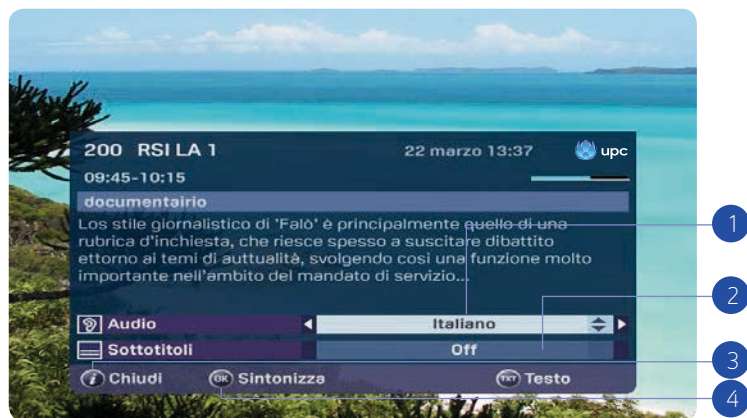 200 RSI LA 1 22 marzo 13:37 upc
09:45-10:15
documentairio
Los stile giornalistico di 'Falò' è principalmente quello di una
rubrica d'inchiesta, che riesce spesso a suscitare dibattito
ettorno ai temi di auttualità, svolgendo cosi una funzione molto
importante nell'ambito del mandato di servizio...
1
Audio Italiano
2
Sottotitoli Off
3
i Chiudi OK Sintonizza TXT Testo
4